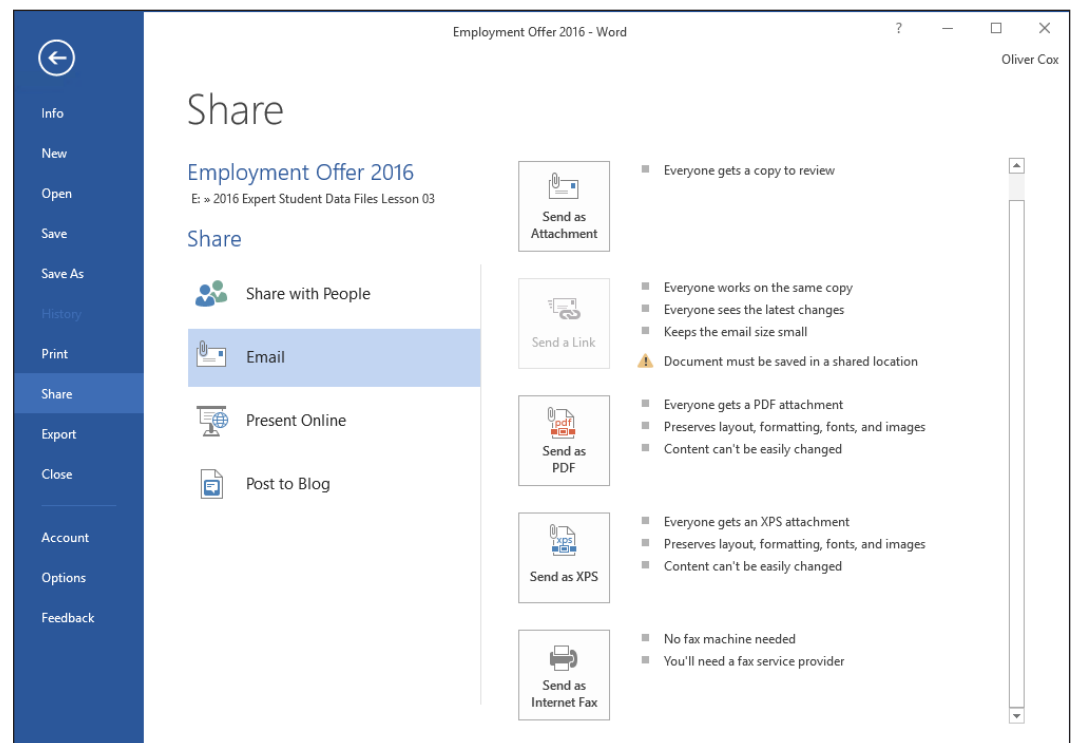 Employment Offer 2016 - Word
?
Oliver Cox
Info
New
Open
Save
Save As
History
Print
Share
Export
Close
Account
Options
Feedback
Share
Employment Offer 2016
E: » 2016 Expert Student Data Files Lesson 03
Share
Share with People
Email
Present Online
Post to Blog
Send as
Attachment
Everyone gets a copy to review
Send a Link
Everyone works on the same copy
Everyone sees the latest changes
Keeps the email size small
Document must be saved in a shared location
pdf
Send as
PDF
Everyone gets a PDF attachment
Preserves layout, formatting, fonts, and images
Content can't be easily changed
xps
Send as XPS
Everyone gets an XPS attachment
Preserves layout, formatting, fonts, and images
Content can't be easily changed
Send as
Internet Fax
No fax machine needed
You'll need a fax service provider